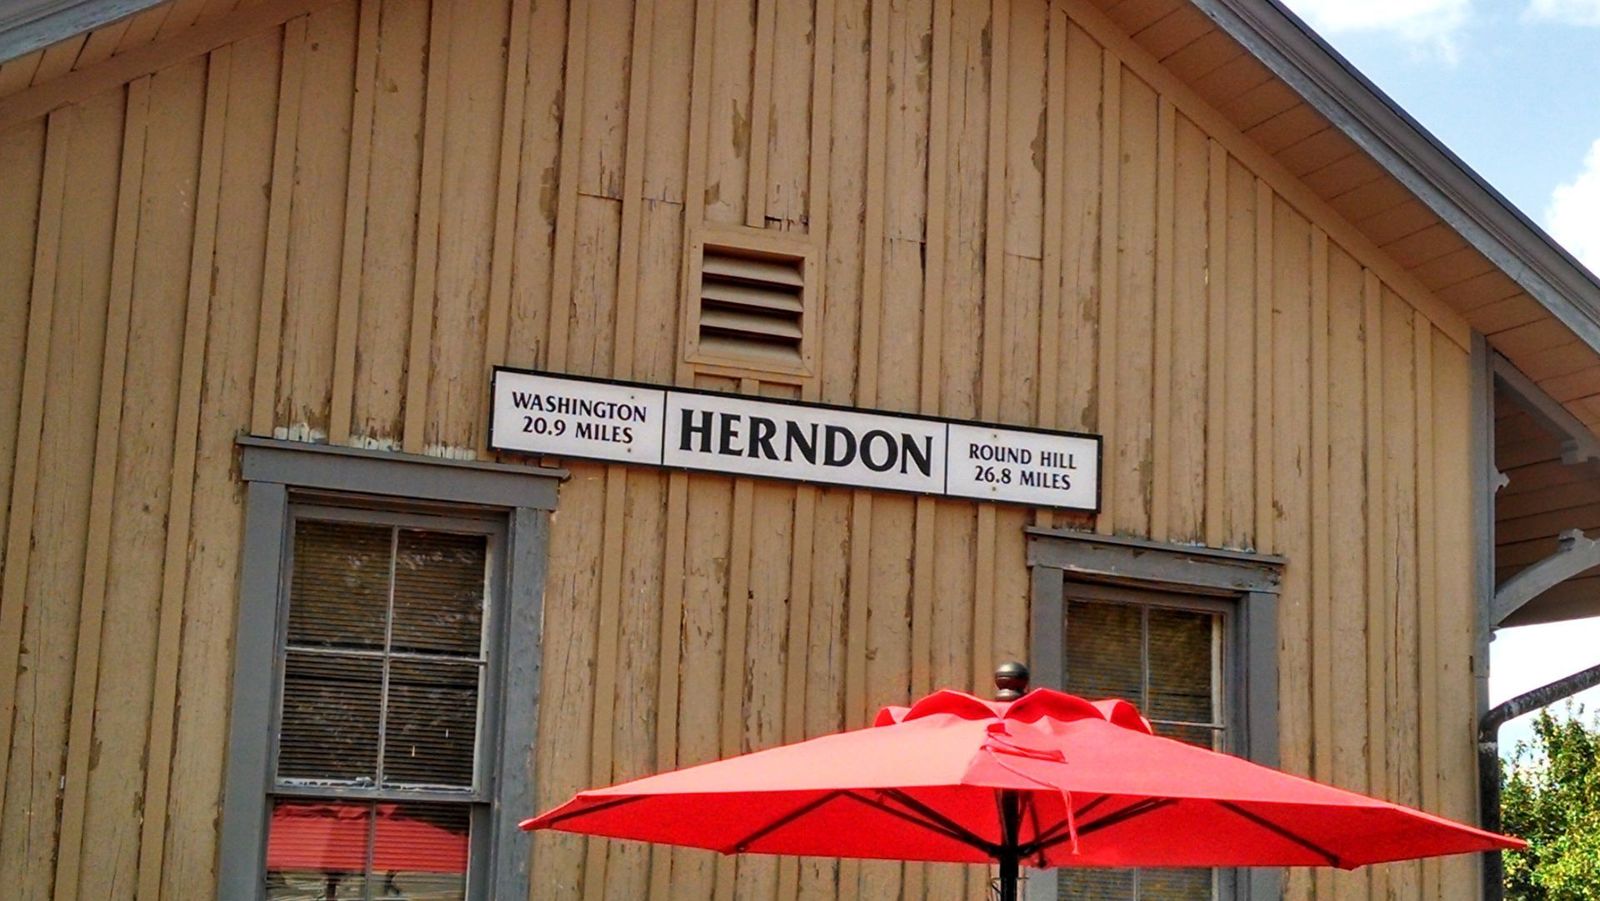 WASHINGTON
20.9 MILES
HERNDON
ROUND HILL
26.8 MILES